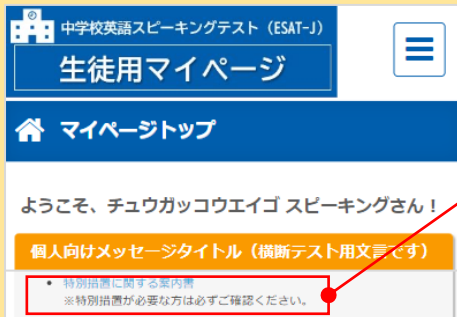 中学校英語スピーキングテスト（ESAT-J）
生徒用マイページ
マイページトップ
ようこそ、チュウガッコウエイゴ スピーキングさん！
個人向けメッセージタイトル（横断テスト用文言です）
• 特別措置に関する案内書
※特別措置が必要な方は必ずご確認ください。